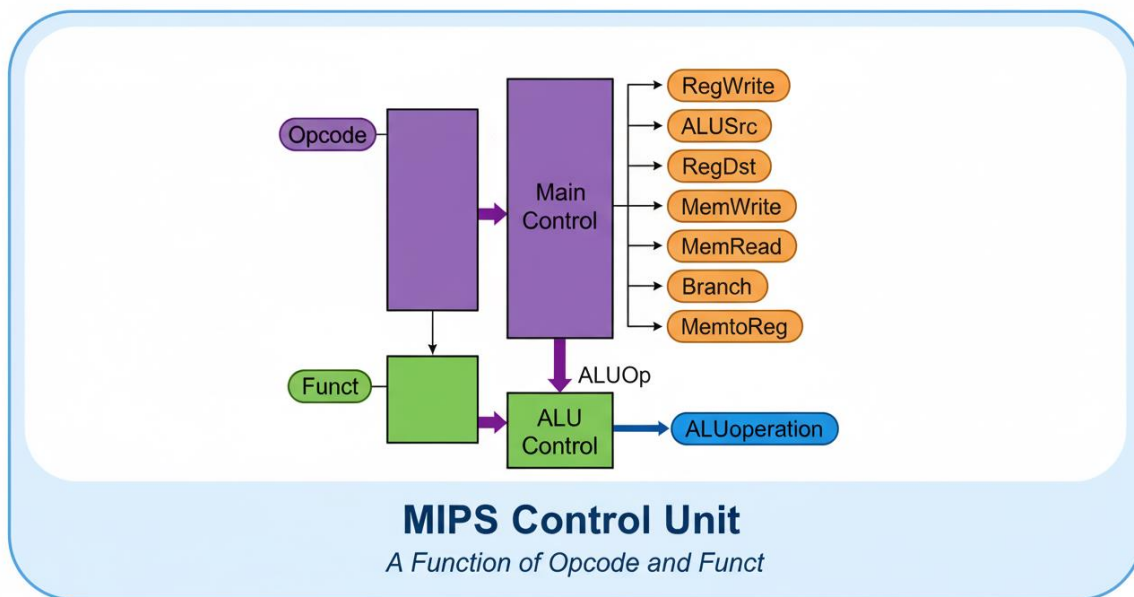 Opcode
Main
Control
RegWrite
ALUSrc
RegDst
MemWrite
MemRead
Branch
MemtoReg
ALUOp
Funct
ALU
Control
ALUoperation
MIPS Control Unit
A Function of Opcode and Funct